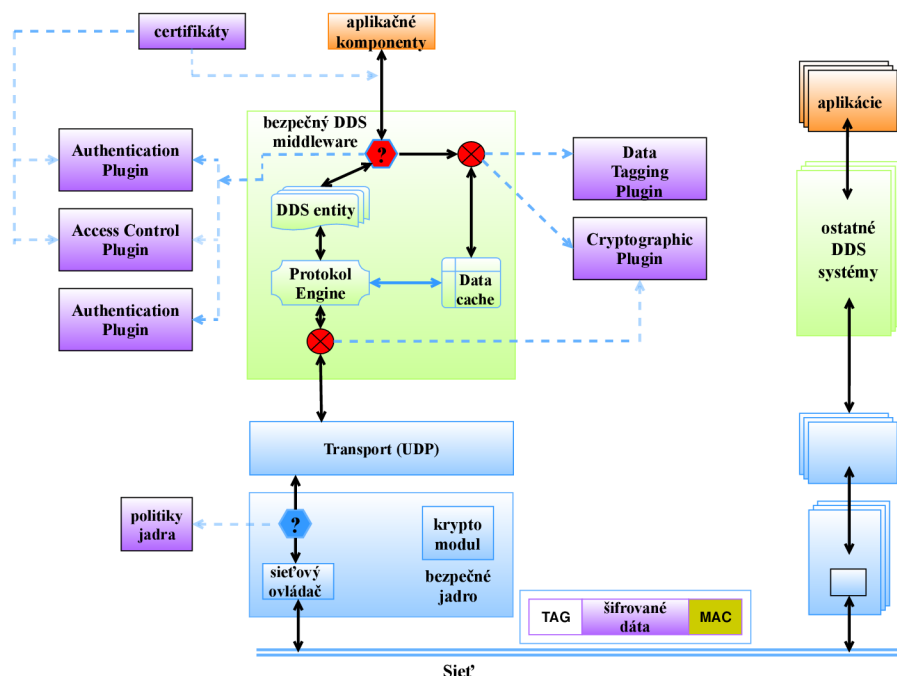 certifikáty
aplikačné
komponenty
aplikácie
bezpečný DDS
middleware
?
Authentication
Plugin
Data
Tagging
Plugin
DDS entity
Access Control
Plugin
Cryptographic
Plugin
ostatné
DDS
systémy
Protokol
Engine
Data
cache
Authentication
Plugin
Transport (UDP)
politiky
jadra
?
krypto
modul
sieťový
ovládač
bezpečné
jadro
TAG
šifrované
dáta
MAC
Sieť